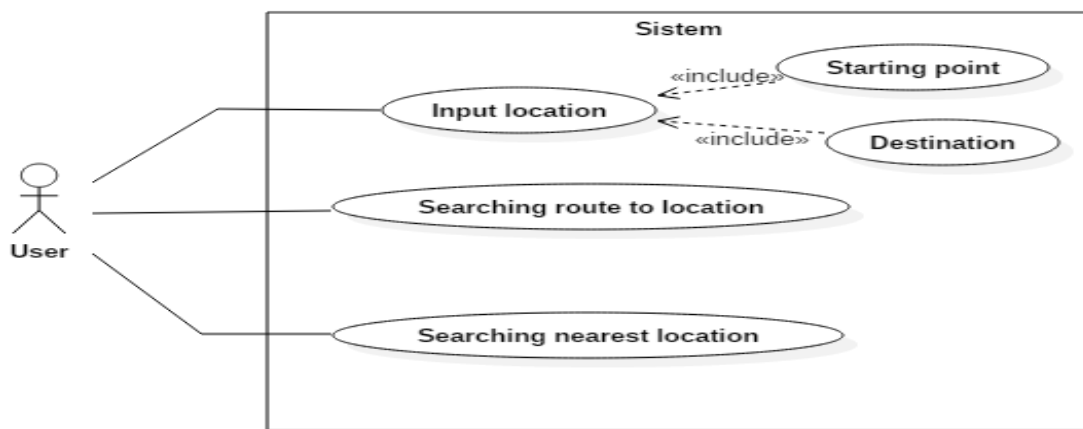 Sistem
«include»
Starting point
Input location
«include»
Destination
Searching route to location
User
Searching nearest location